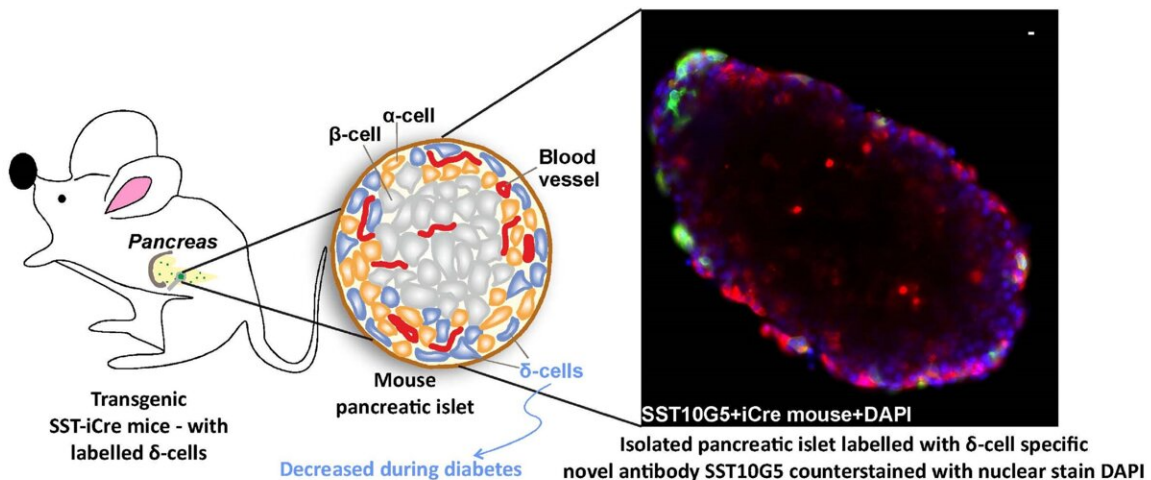 α-cell
β-cell
Blood
vessel
Pancreas
δ-cells
Mouse
pancreatic islet
Transgenic
SST-iCre mice - with
labelled δ-cells
Decreased during diabetes
SST10G5+iCre mouse+DAPI
Isolated pancreatic islet labelled with δ-cell specific
novel antibody SST10G5 counterstained with nuclear stain DAPI